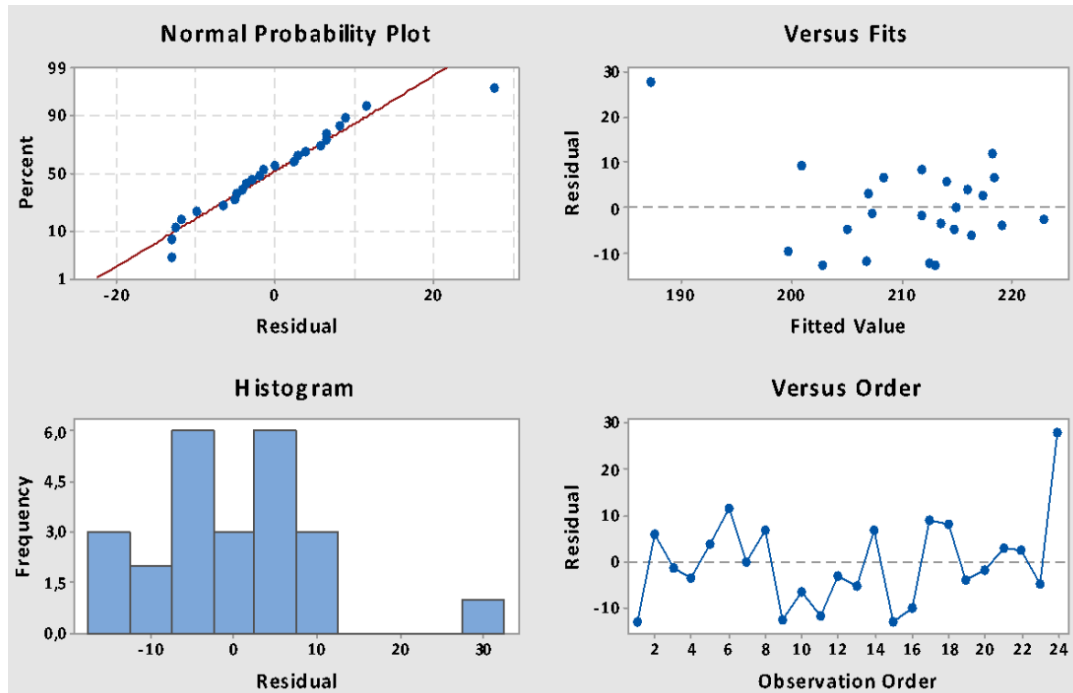 Normal Probability Plot
99
90
50
10
1
Percent
-20 0 20
Residual
Versus Fits
30
20
10
0
-10
Residual
190 200 210 220
Fitted Value
Histogram
6,0
4,5
3,0
1,5
0,0
Frequency
-10 0 10 20 30
Residual
Versus Order
30
20
10
0
-10
Residual
2 4 6 8 10 12 14 16 18 20 22 24
Observation Order